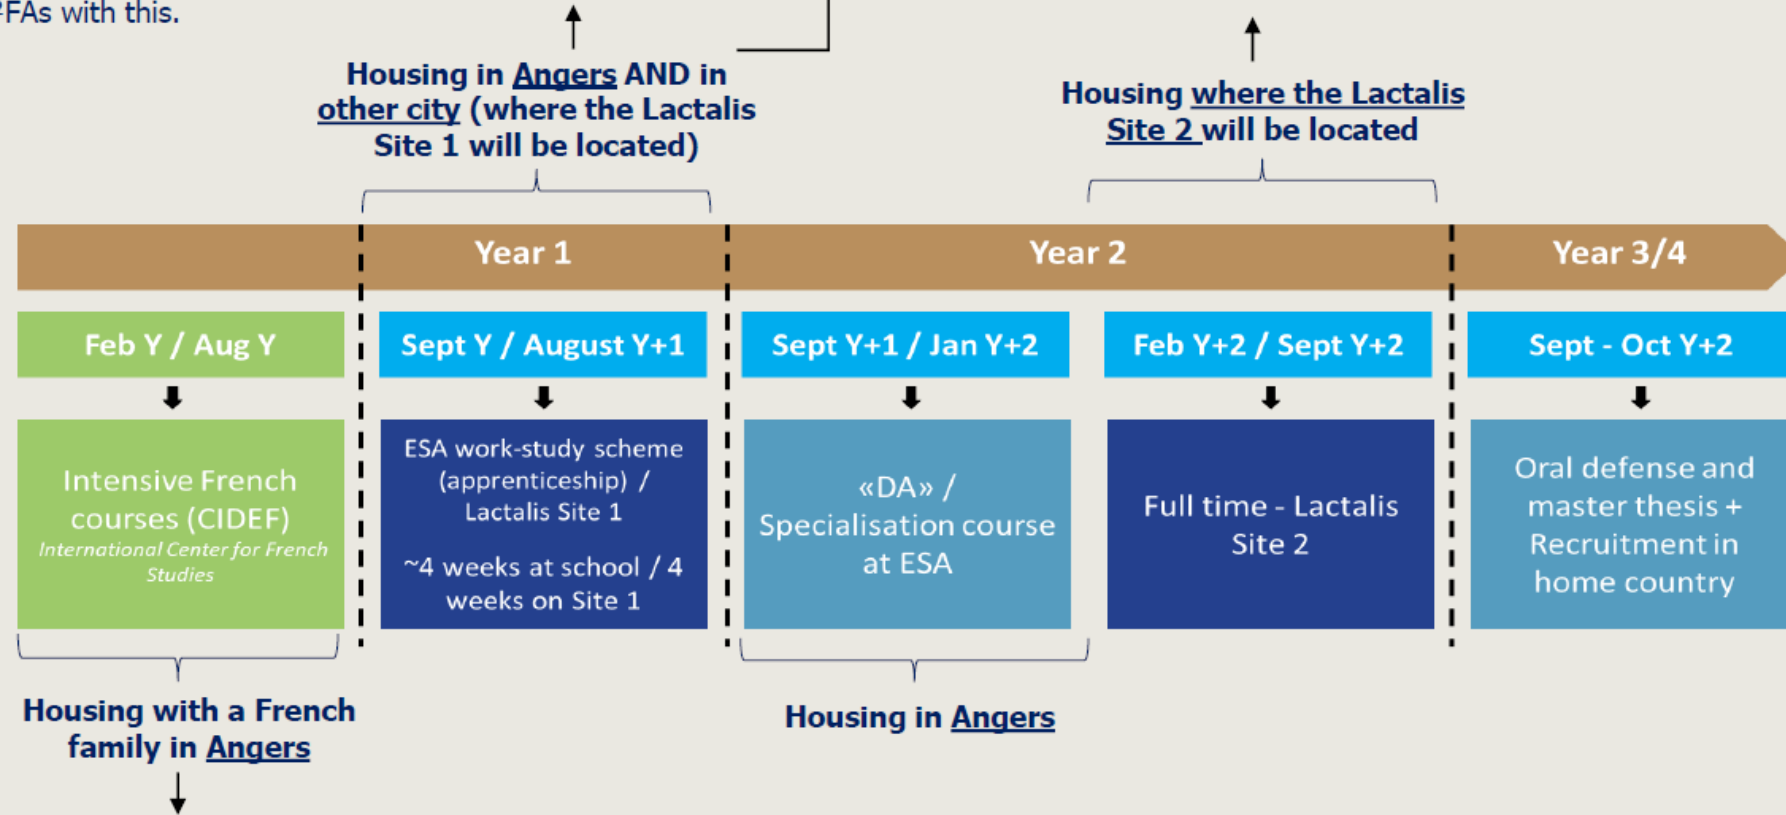 FAs with this.
Housing in Angers AND in
other city (where the Lactalis
Site 1 will be located)
Housing where the Lactalis
Site 2 will be located
Year 1
Year 2
Year 3/4
Feb Y / Aug Y
Sept Y / August Y+1
Sept Y+1 / Jan Y+2
Feb Y+2 / Sept Y+2
Sept - Oct Y+2
Intensive French
courses (CIDEF)
International Center for French
Studies
ESA work-study scheme
(apprenticeship) /
Lactalis Site 1
~4 weeks at school / 4
weeks on Site 1
«DA» /
Specialisation course
at ESA
Full time - Lactalis
Site 2
Oral defense and
master thesis +
Recruitment in
home country
Housing with a French
family in Angers
Housing in Angers